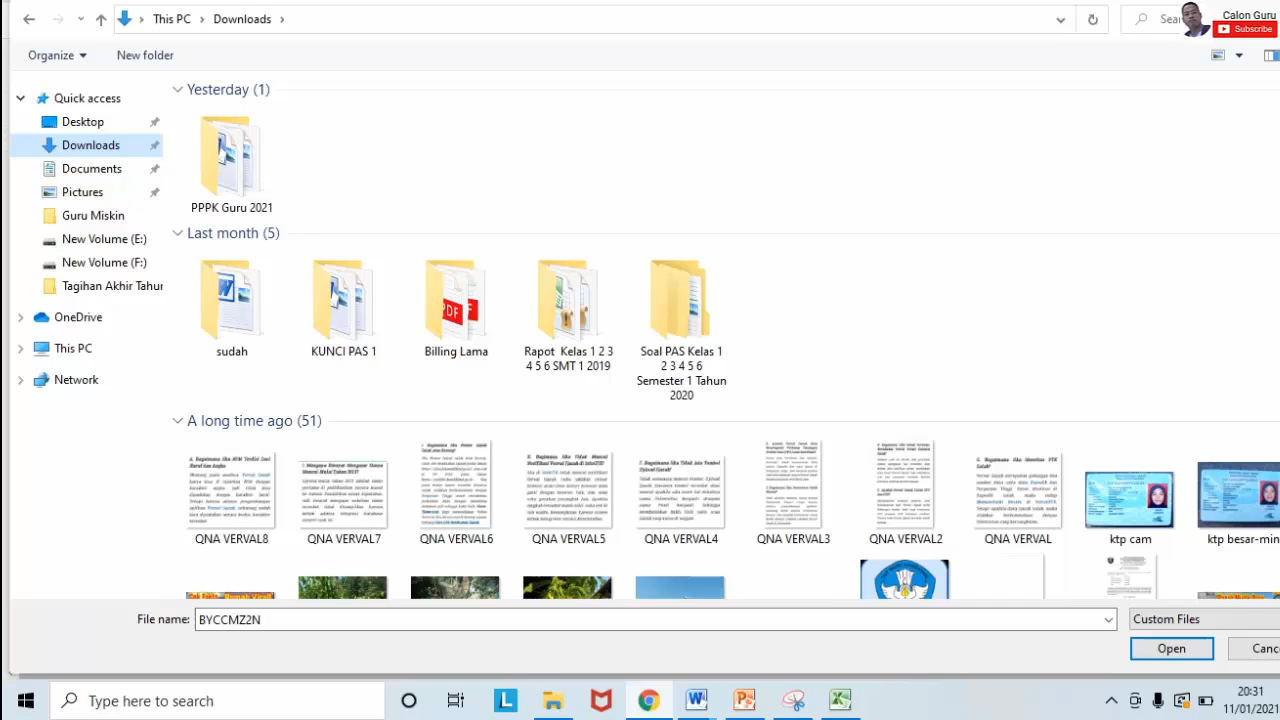 This PC
Downloads
Calon Guru
Subscribe
Organize
New folder
Quick access
Desktop
Downloads
Documents
Pictures
Guru Miskin
New Volume (E:)
New Volume (F:)
Tagihan Akhir Tahun
OneDrive
This PC
Network
Yesterday (1)
PPPK Guru 2021
Last month (5)
sudah
KUNCI PAS 1
Billing Lama
Rapot Kelas 1 2 3
4 5 6 SMT 1 2019
Soal PAS Kelas 1
2 3 4 5 6
Semester 1 Tahun
2020
A long time ago (51)
QNA VERVAL8
QNA VERVAL7
QNA VERVAL6
QNA VERVAL5
QNA VERVAL4
QNA VERVAL3
QNA VERVAL2
QNA VERVAL
ktp cam
ktp besar-min
File name:
BYCCMZ2N
Custom Files
Open
Canc
Type here to search
20:31
11/01/2021